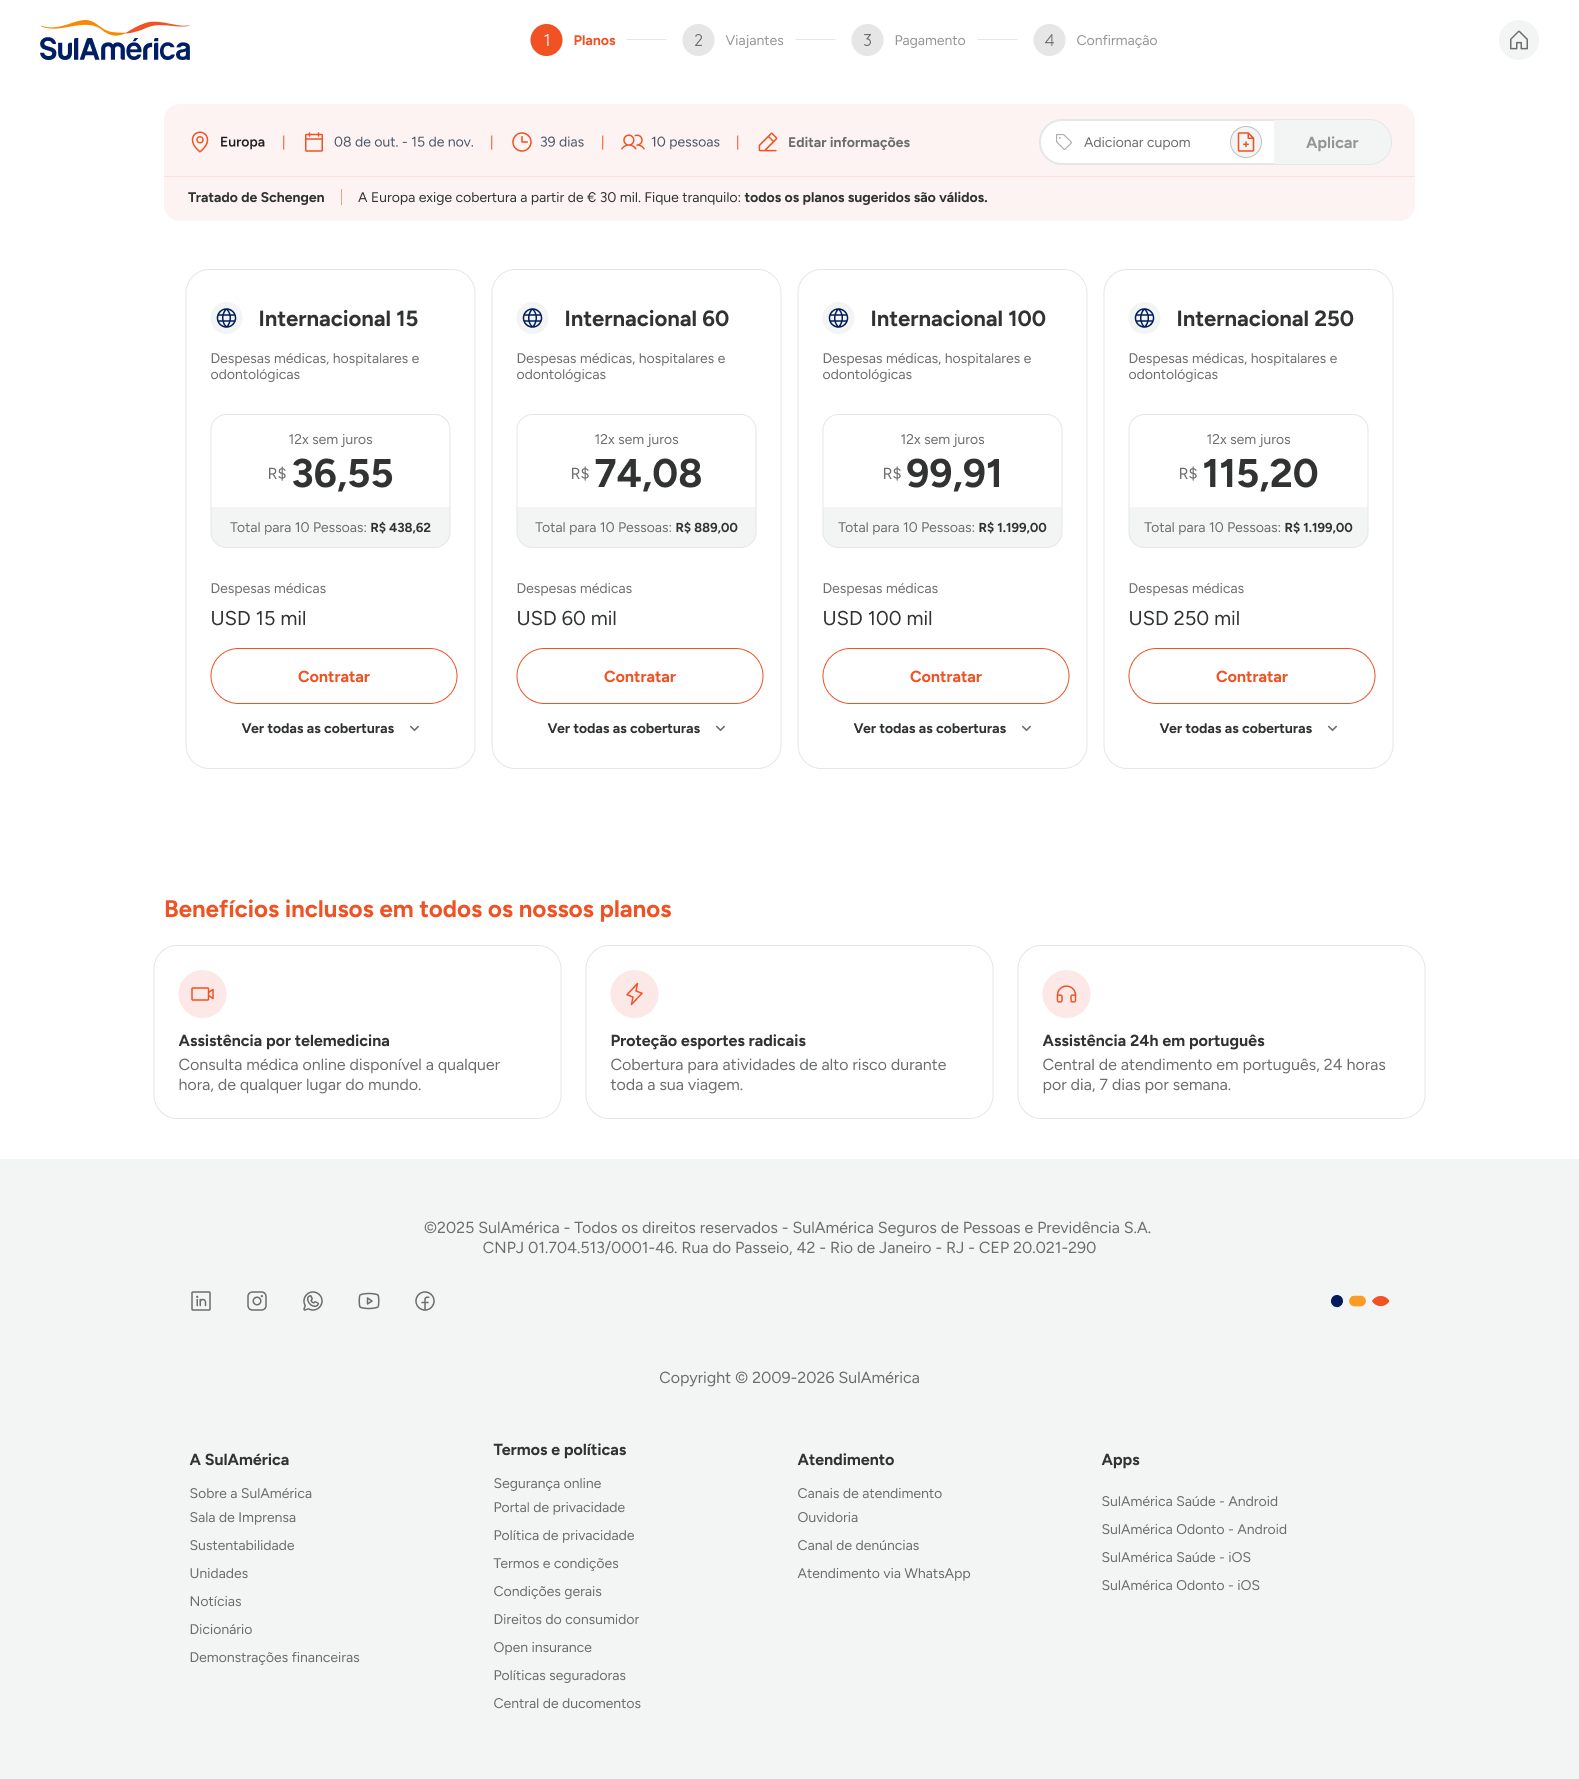 SulAmérica
1 Planos 2 Viajantes 3 Pagamento 4 Confirmação
Europa | 08 de out. - 15 de nov. | 39 dias | 10 pessoas | Editar informações Adicionar cupom Aplicar
Tratado de Schengen | A Europa exige cobertura a partir de € 30 mil. Fique tranquilo: todos os planos sugeridos são válidos.
Internacional 15
Despesas médicas, hospitalares e
odontológicas
12x sem juros
R$ 36,55
Total para 10 Pessoas: R$ 438,62
Despesas médicas
USD 15 mil
Contratar
Ver todas as coberturas
Internacional 60
Despesas médicas, hospitalares e
odontológicas
12x sem juros
R$ 74,08
Total para 10 Pessoas: R$ 889,00
Despesas médicas
USD 60 mil
Contratar
Ver todas as coberturas
Internacional 100
Despesas médicas, hospitalares e
odontológicas
12x sem juros
R$ 99,91
Total para 10 Pessoas: R$ 1.199,00
Despesas médicas
USD 100 mil
Contratar
Ver todas as coberturas
Internacional 250
Despesas médicas, hospitalares e
odontológicas
12x sem juros
R$ 115,20
Total para 10 Pessoas: R$ 1.199,00
Despesas médicas
USD 250 mil
Contratar
Ver todas as coberturas
Benefícios inclusos em todos os nossos planos
Assistência por telemedicina
Consulta médica online disponível a qualquer
hora, de qualquer lugar do mundo.
Proteção esportes radicais
Cobertura para atividades de alto risco durante
toda a sua viagem.
Assistência 24h em português
Central de atendimento em português, 24 horas
por dia, 7 dias por semana.
©2025 SulAmérica - Todos os direitos reservados - SulAmérica Seguros de Pessoas e Previdência S.A.
CNPJ 01.704.513/0001-46. Rua do Passeio, 42 - Rio de Janeiro - RJ - CEP 20.021-290
Copyright © 2009-2026 SulAmérica
A SulAmérica
Sobre a SulAmérica
Sala de Imprensa
Sustentabilidade
Unidades
Notícias
Dicionário
Demonstrações financeiras
Termos e políticas
Segurança online
Portal de privacidade
Política de privacidade
Termos e condições
Condições gerais
Direitos do consumidor
Open insurance
Políticas seguradoras
Central de ducomentos
Atendimento
Canais de atendimento
Ouvidoria
Canal de denúncias
Atendimento via WhatsApp
Apps
SulAmérica Saúde - Android
SulAmérica Odonto - Android
SulAmérica Saúde - iOS
SulAmérica Odonto - iOS